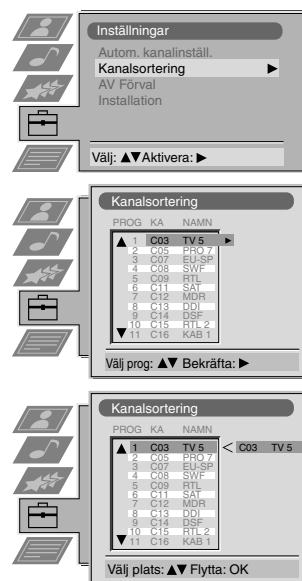 Inställningar
Autom. kanalinställ.
Kanalsortering ▶
AV Förval
Installation
Välj: ▲▼Aktivera: ▶
Kanalsortering
PROG KA NAMN
▲ 1 C03 TV 5 ▶
2 C05 PRO 7
3 C07 EU-SP
4 C08 SWF
5 C09 RTL
6 C11 SAT
7 C12 MDR
8 C13 DDI
9 C14 DSF
10 C15 RTL 2
▼ 11 C16 KAB 1
Välj prog: ▲▼ Bekräfta: ▶
Kanalsortering
PROG KA NAMN
▲ 1 C03 TV 5 < C03 TV 5
2 C05 PRO 7
3 C07 EU-SP
4 C08 SWF
5 C09 RTL
6 C11 SAT
7 C12 MDR
8 C13 DDI
9 C14 DSF
10 C15 RTL 2
▼ 11 C16 KAB 1
Välj plats: ▲▼ Flytta: OK